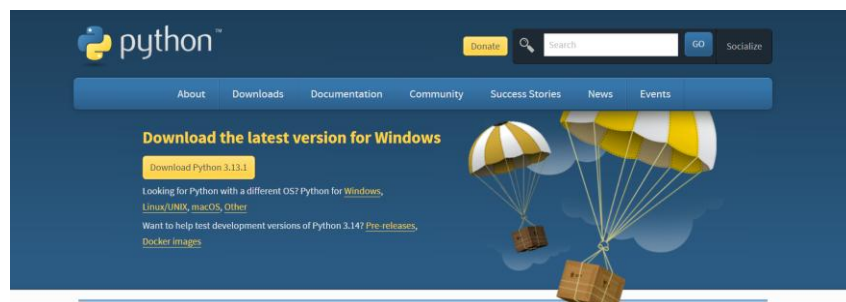 python™
Donate Search GO Socialize
About Downloads Documentation Community Success Stories News Events
Download the latest version for Windows
Download Python 3.13.1
Looking for Python with a different OS? Python for Windows,
Linux/UNIX, macOS, Other
Want to help test development versions of Python 3.14? Pre-releases,
Docker images